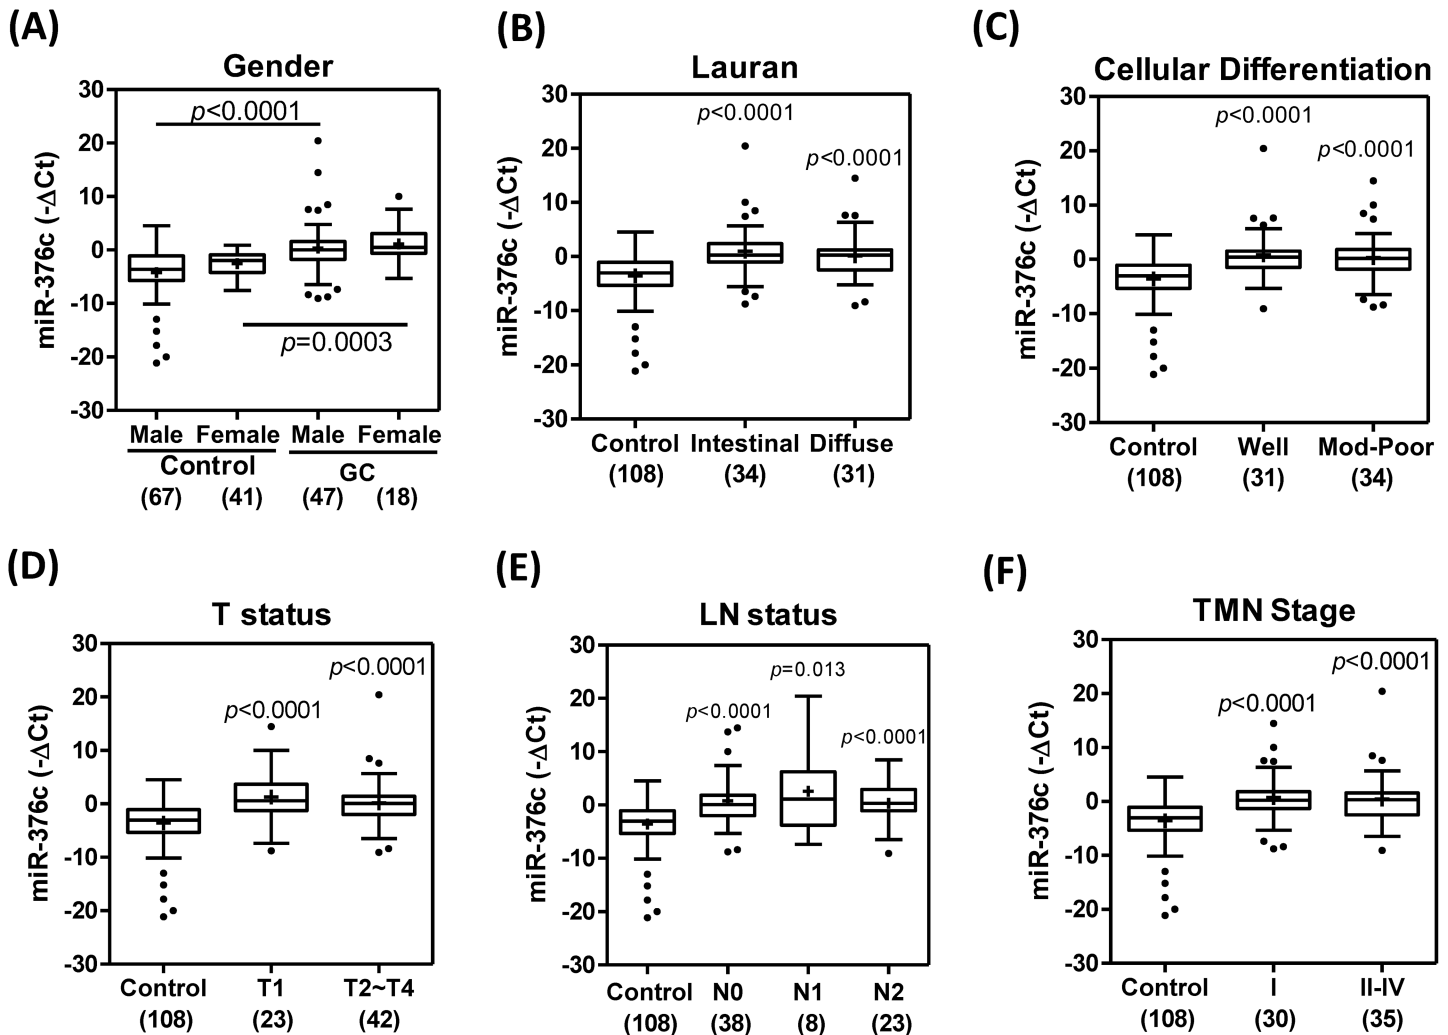 (A)
Gender
miR-376c (-ΔCt)
30
20
10
0
-10
-20
-30
p<0.0001
p=0.0003
Male Female Male Female
Control GC
(67) (41) (47) (18)
(B)
Lauran
miR-376c (-ΔCt)
30
20
10
0
-10
-20
-30
p<0.0001
p<0.0001
Control Intestinal Diffuse
(108) (34) (31)
(C)
Cellular Differentiation
miR-376c (-ΔCt)
30
20
10
0
-10
-20
-30
p<0.0001
p<0.0001
Control Well Mod-Poor
(108) (31) (34)
(D)
T status
miR-376c (-ΔCt)
30
20
10
0
-10
-20
-30
p<0.0001
p<0.0001
Control T1 T2~T4
(108) (23) (42)
(E)
LN status
miR-376c (-ΔCt)
30
20
10
0
-10
-20
-30
p=0.013
p<0.0001
p<0.0001
Control N0 N1 N2
(108) (38) (8) (23)
(F)
TMN Stage
miR-376c (-ΔCt)
30
20
10
0
-10
-20
-30
p<0.0001
p<0.0001
Control I II-IV
(108) (30) (35)